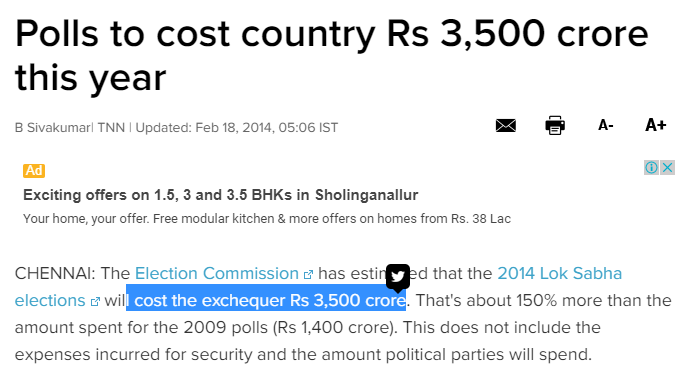 Polls to cost country Rs 3,500 crore
this year
B Sivakumar| TNN | Updated: Feb 18, 2014, 05:06 IST
A-
A+
Ad
Exciting offers on 1.5, 3 and 3.5 BHKs in Sholinganallur
Your home, your offer. Free modular kitchen & more offers on homes from Rs. 38 Lac
CHENNAI: The Election Commission has estimated that the 2014 Lok Sabha
elections will cost the exchequer Rs 3,500 crore. That's about 150% more than the
amount spent for the 2009 polls (Rs 1,400 crore). This does not include the
expenses incurred for security and the amount political parties will spend.